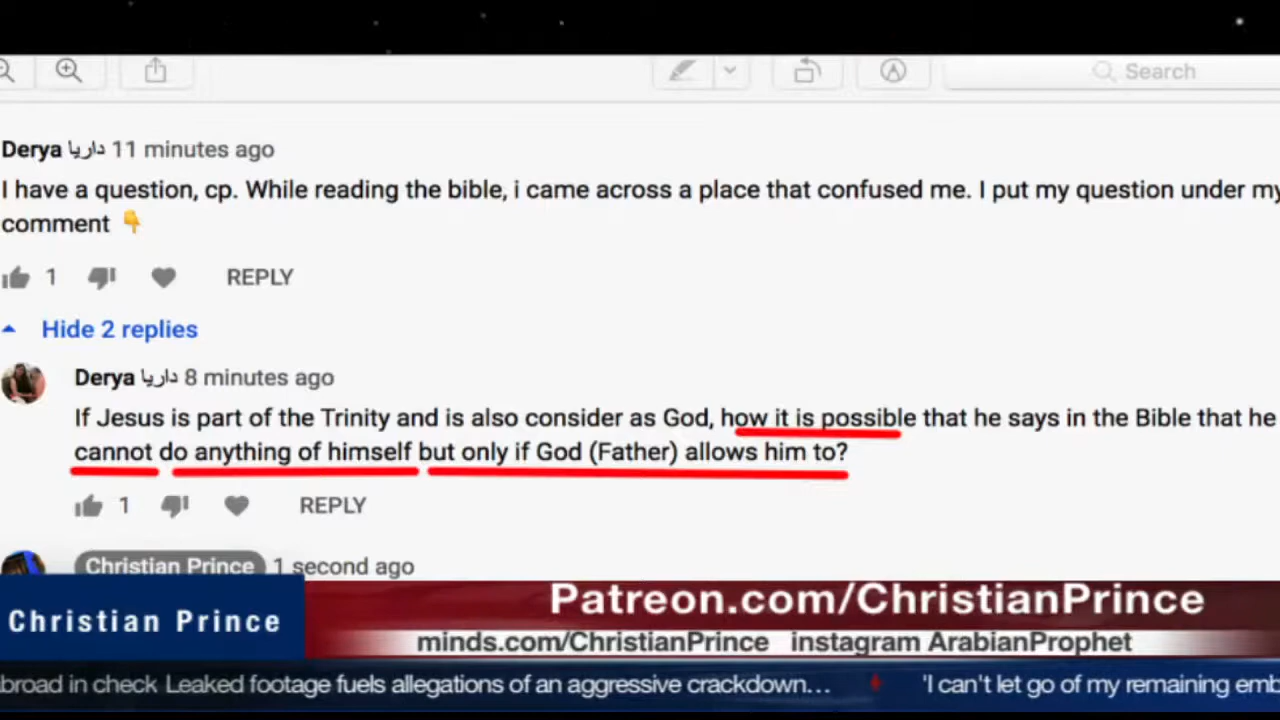 Search
Derya داریا 11 minutes ago
I have a question, cp. While reading the bible, i came across a place that confused me. I put my question under my
comment 👇
1 REPLY
Hide 2 replies
Derya داریا 8 minutes ago
If Jesus is part of the Trinity and is also consider as God, how it is possible that he says in the Bible that he
cannot do anything of himself but only if God (Father) allows him to?
1 REPLY
Christian Prince 1 second ago
Patreon.com/ChristianPrince
Christian Prince
minds.com/ChristianPrince instagram ArabianProphet
broad in check Leaked footage fuels allegations of an aggressive crackdown... 'I can't let go of my remaining emb